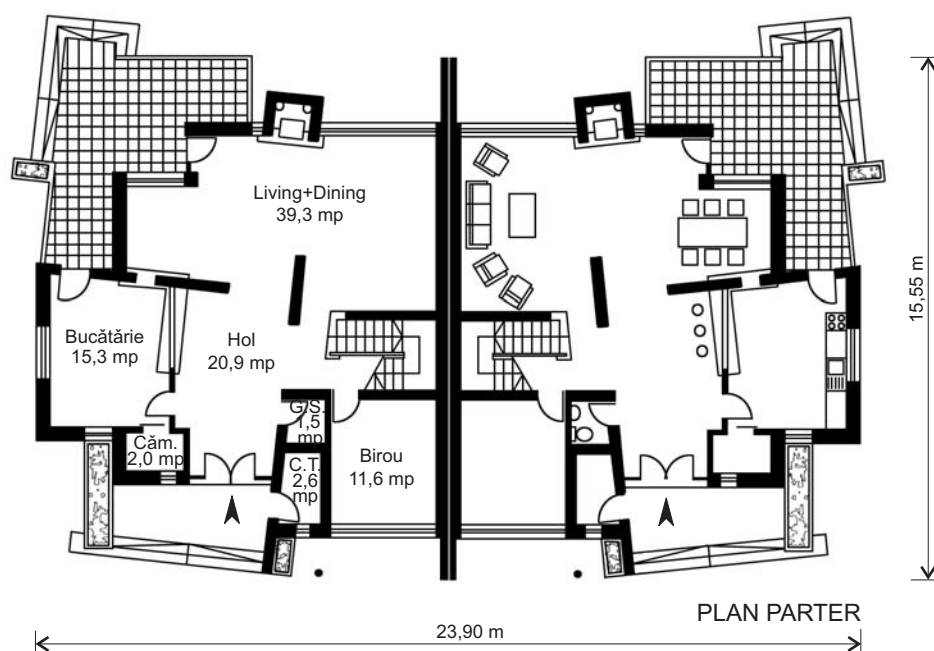 Living+Dining
39,3 mp
15,55 m
Bucătărie
15,3 mp
Hol
20,9 mp
G.S.
1,5
mp
Căm.
2,0 mp
C.T.
2,6
mp
Birou
11,6 mp
PLAN PARTER
23,90 m